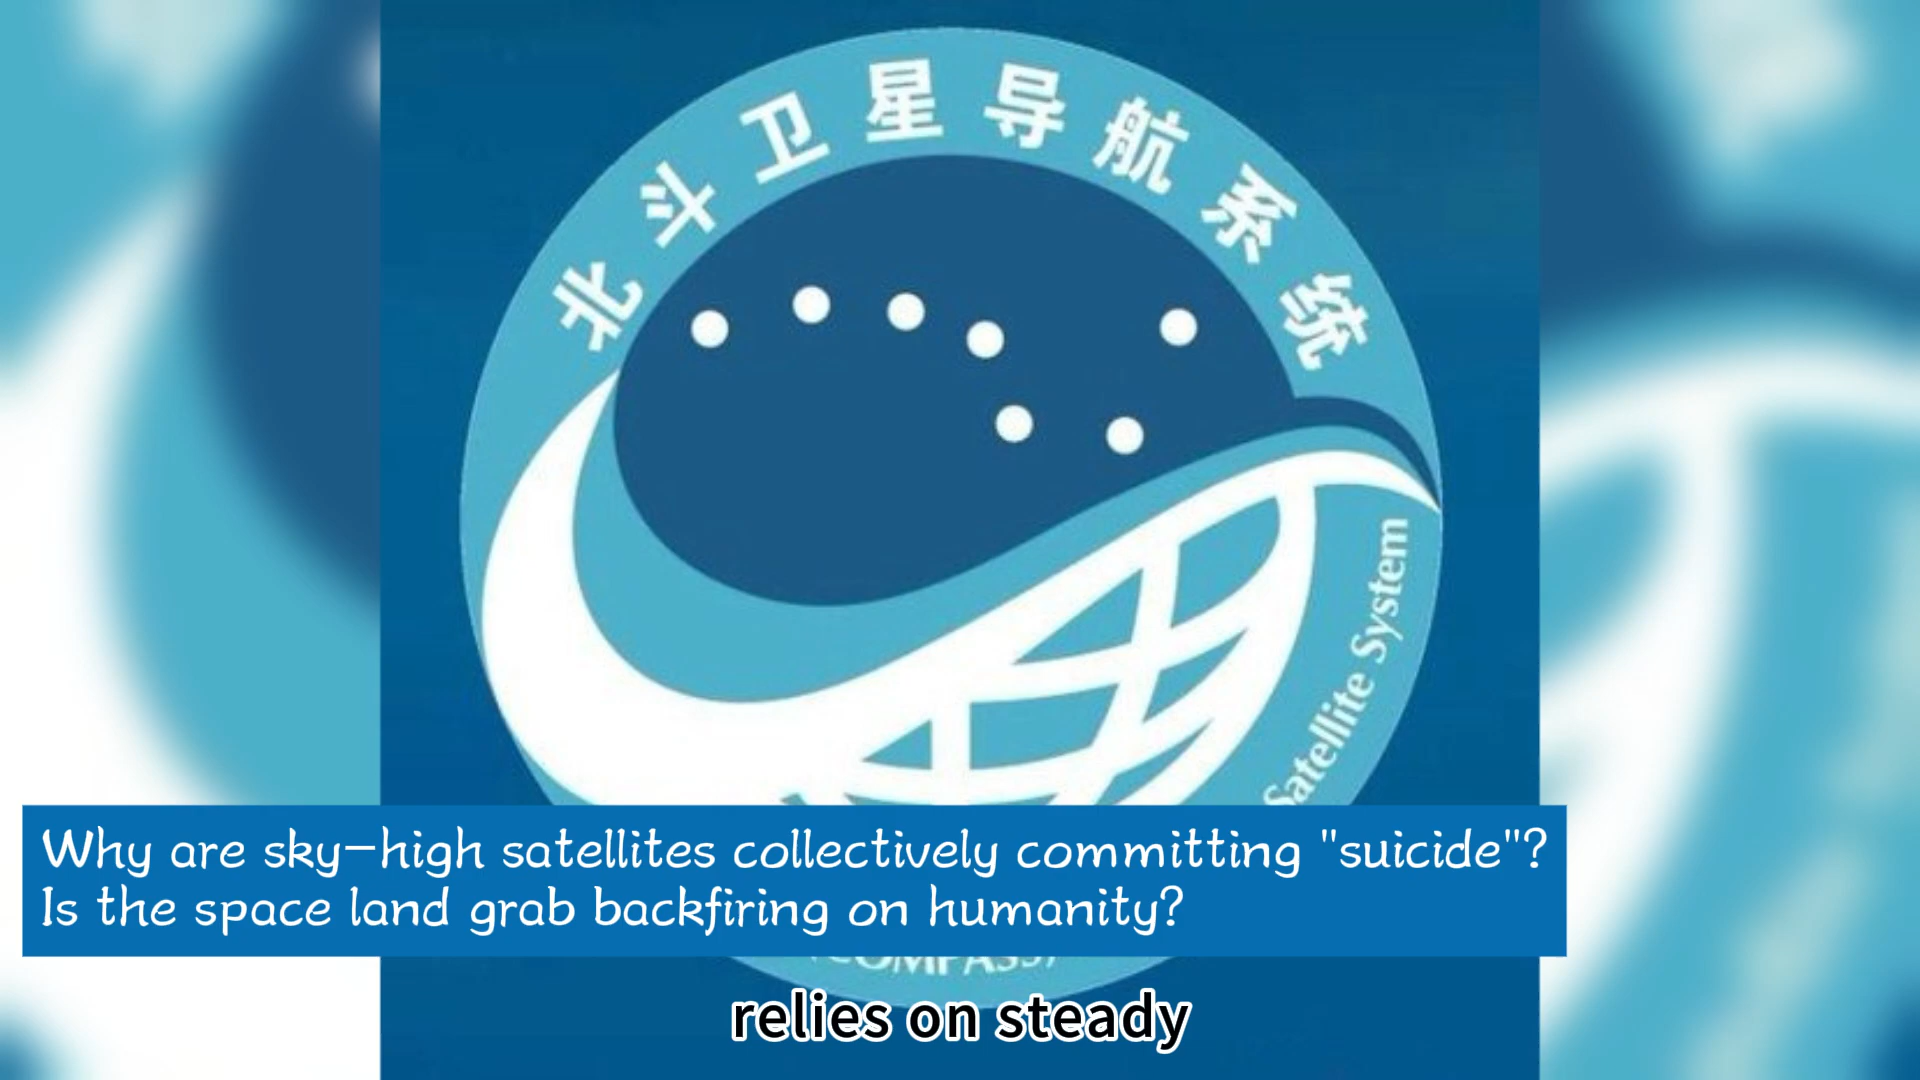 北斗卫星导航系统
Satellite System
Why are sky-high satellites collectively committing "suicide"?
Is the space land grab backfiring on humanity?
(COMPASS)
relies on steady